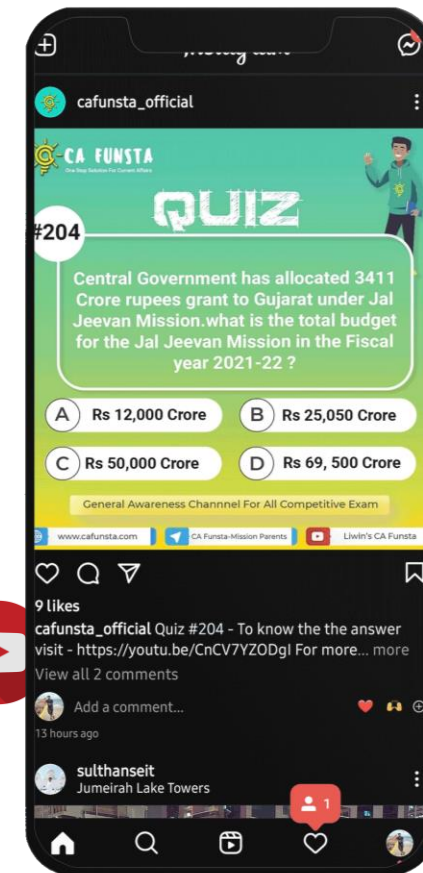 cafunsta_official
CA FUNSTA
One Stop Solution For Current Affairs
QUIZ
#204
Central Government has allocated 3411
Crore rupees grant to Gujarat under Jal
Jeevan Mission.what is the total budget
for the Jal Jeevan Mission in the Fiscal
year 2021-22 ?
A Rs 12,000 Crore
B Rs 25,050 Crore
C Rs 50,000 Crore
D Rs 69, 500 Crore
General Awareness Channnel For All Competitive Exam
www.cafunsta.com
CA Funsta-Mission Parents
Liwin's CA Funsta
9 likes
cafunsta_official Quiz #204 - To know the the answer
visit - https://youtu.be/CnCV7YZODgI For more... more
View all 2 comments
Add a comment...
13 hours ago
sulthanseit
Jumeirah Lake Towers
1